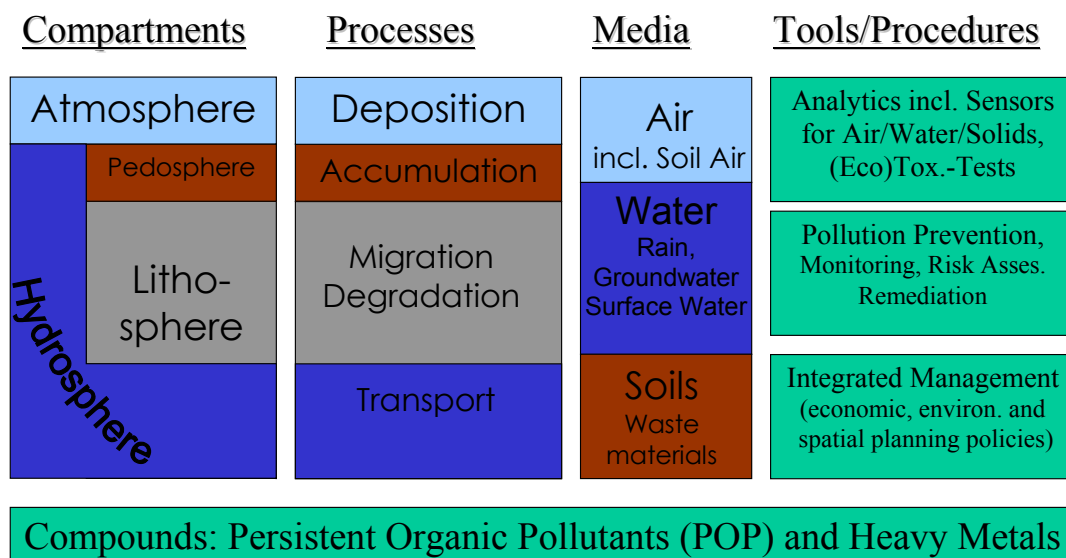 Compartments
Processes
Media
Tools/Procedures
Atmosphere
Pedosphere
Litho-
sphere
Hydrosphere
Deposition
Accumulation
Migration
Degradation
Transport
Air
incl. Soil Air
Water
Rain,
Groundwater
Surface Water
Soils
Waste
materials
Analytics incl. Sensors
for Air/Water/Solids,
(Eco)Tox.-Tests
Pollution Prevention,
Monitoring, Risk Asses.
Remediation
Integrated Management
(economic, environ. and
spatial planning policies)
Compounds: Persistent Organic Pollutants (POP) and Heavy Metals